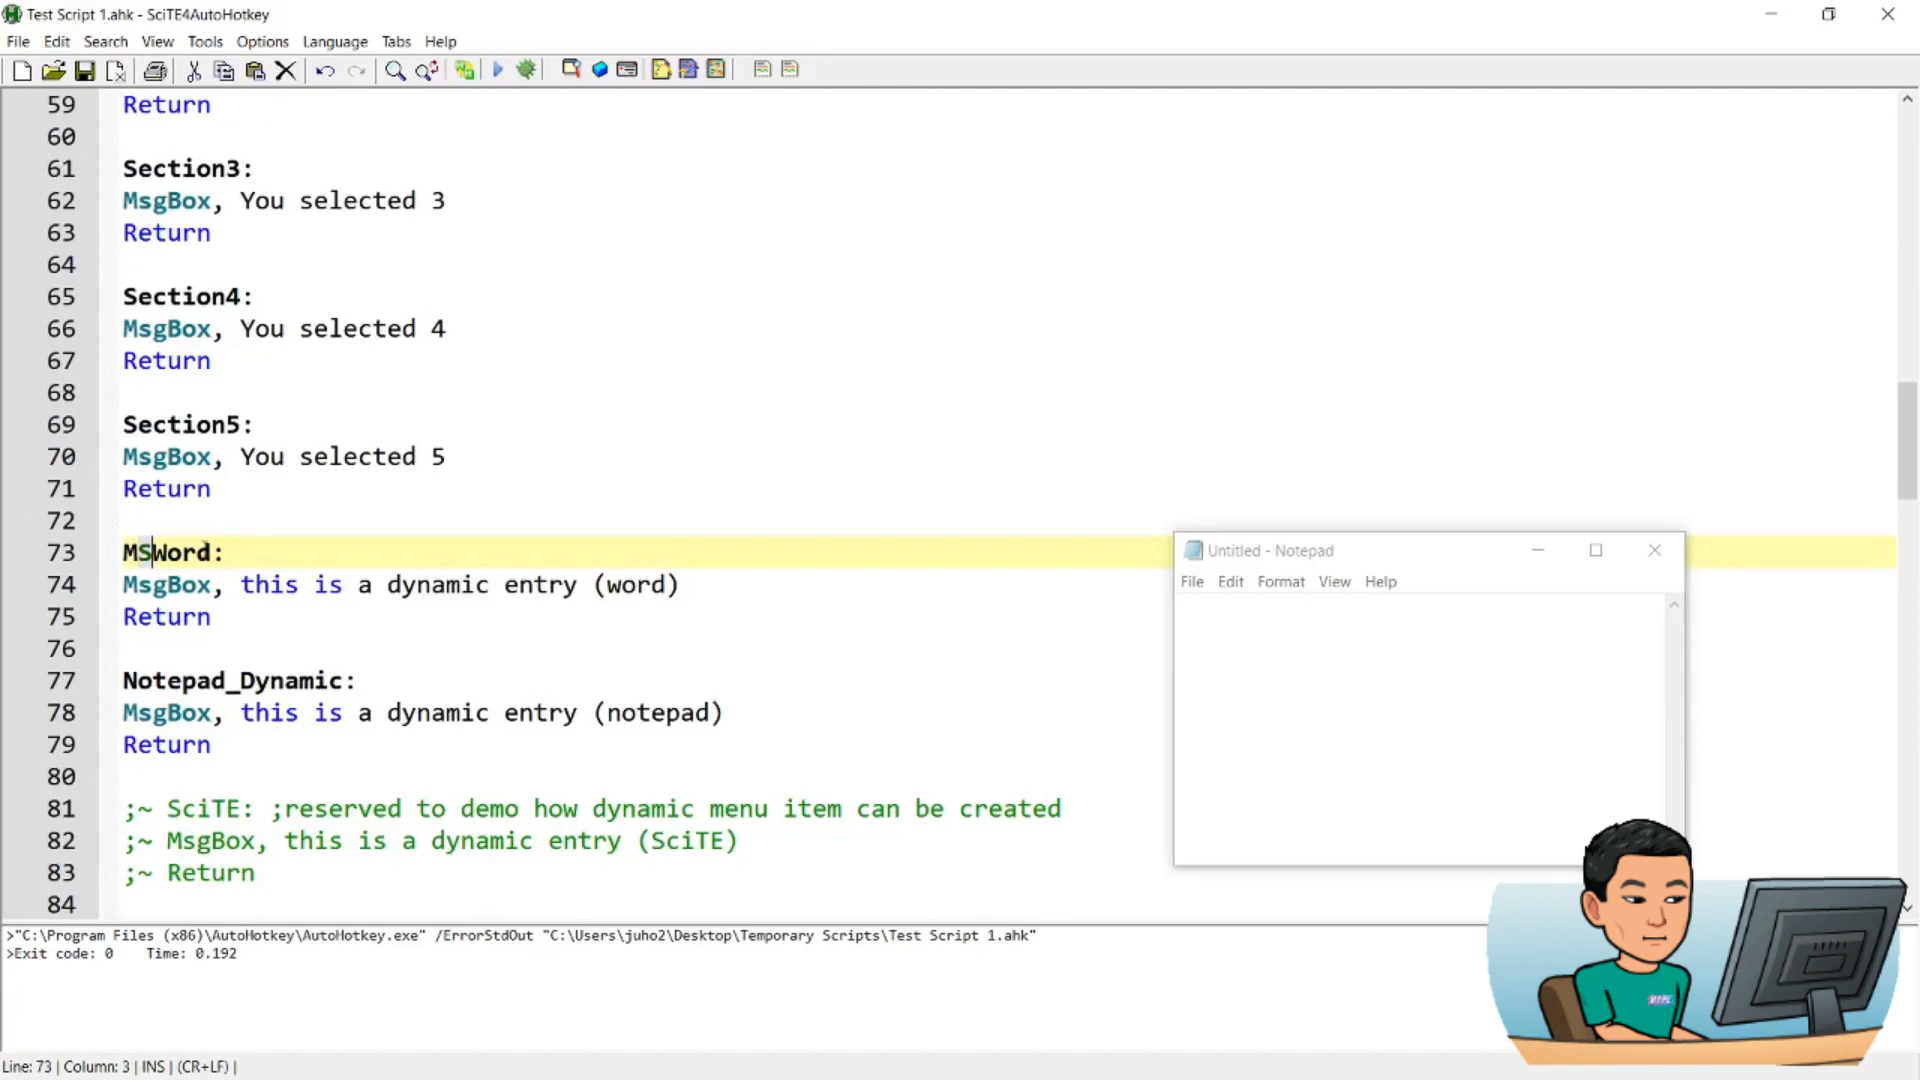 Test Script 1.ahk - SciTE4AutoHotkey
File Edit Search View Tools Options Language Tabs Help
59 Return
60
61 Section3:
62 MsgBox, You selected 3
63 Return
64
65 Section4:
66 MsgBox, You selected 4
67 Return
68
69 Section5:
70 MsgBox, You selected 5
71 Return
72
73 MSWord:
74 MsgBox, this is a dynamic entry (word)
75 Return
76
77 Notepad_Dynamic:
78 MsgBox, this is a dynamic entry (notepad)
79 Return
80
81 ;~ SciTE: ;reserved to demo how dynamic menu item can be created
82 ;~ MsgBox, this is a dynamic entry (SciTE)
83 ;~ Return
84
Untitled - Notepad
File Edit Format View Help
>"C:\Program Files (x86)\AutoHotkey\AutoHotkey.exe" /ErrorStdOut "C:\Users\juho2\Desktop\Temporary Scripts\Test Script 1.ahk"
>Exit code: 0    Time: 0.192
Line: 73 | Column: 3 | INS | (CR+LF) |